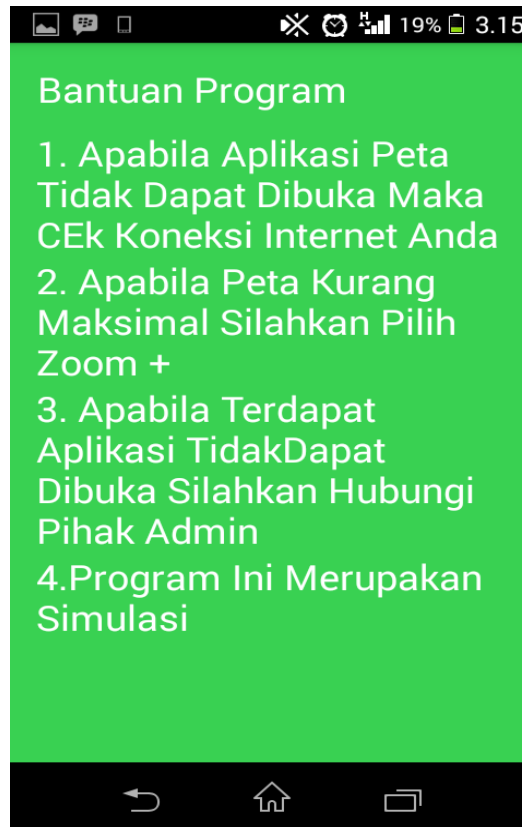 H 19% 3.15
Bantuan Program
1. Apabila Aplikasi Peta
Tidak Dapat Dibuka Maka
CEk Koneksi Internet Anda
2. Apabila Peta Kurang
Maksimal Silahkan Pilih
Zoom +
3. Apabila Terdapat
Aplikasi TidakDapat
Dibuka Silahkan Hubungi
Pihak Admin
4.Program Ini Merupakan
Simulasi